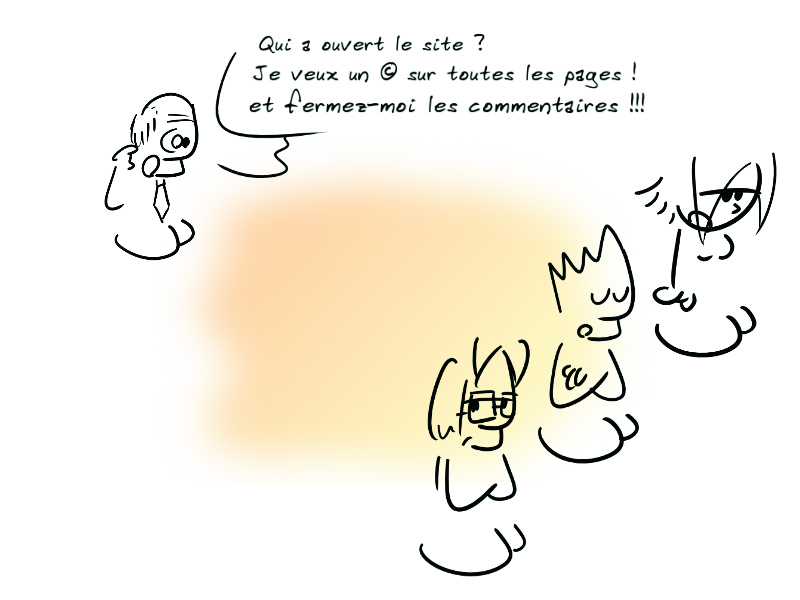 Qui a ouvert le site ?
Je veux un © sur toutes les pages !
et fermez-moi les commentaires !!!